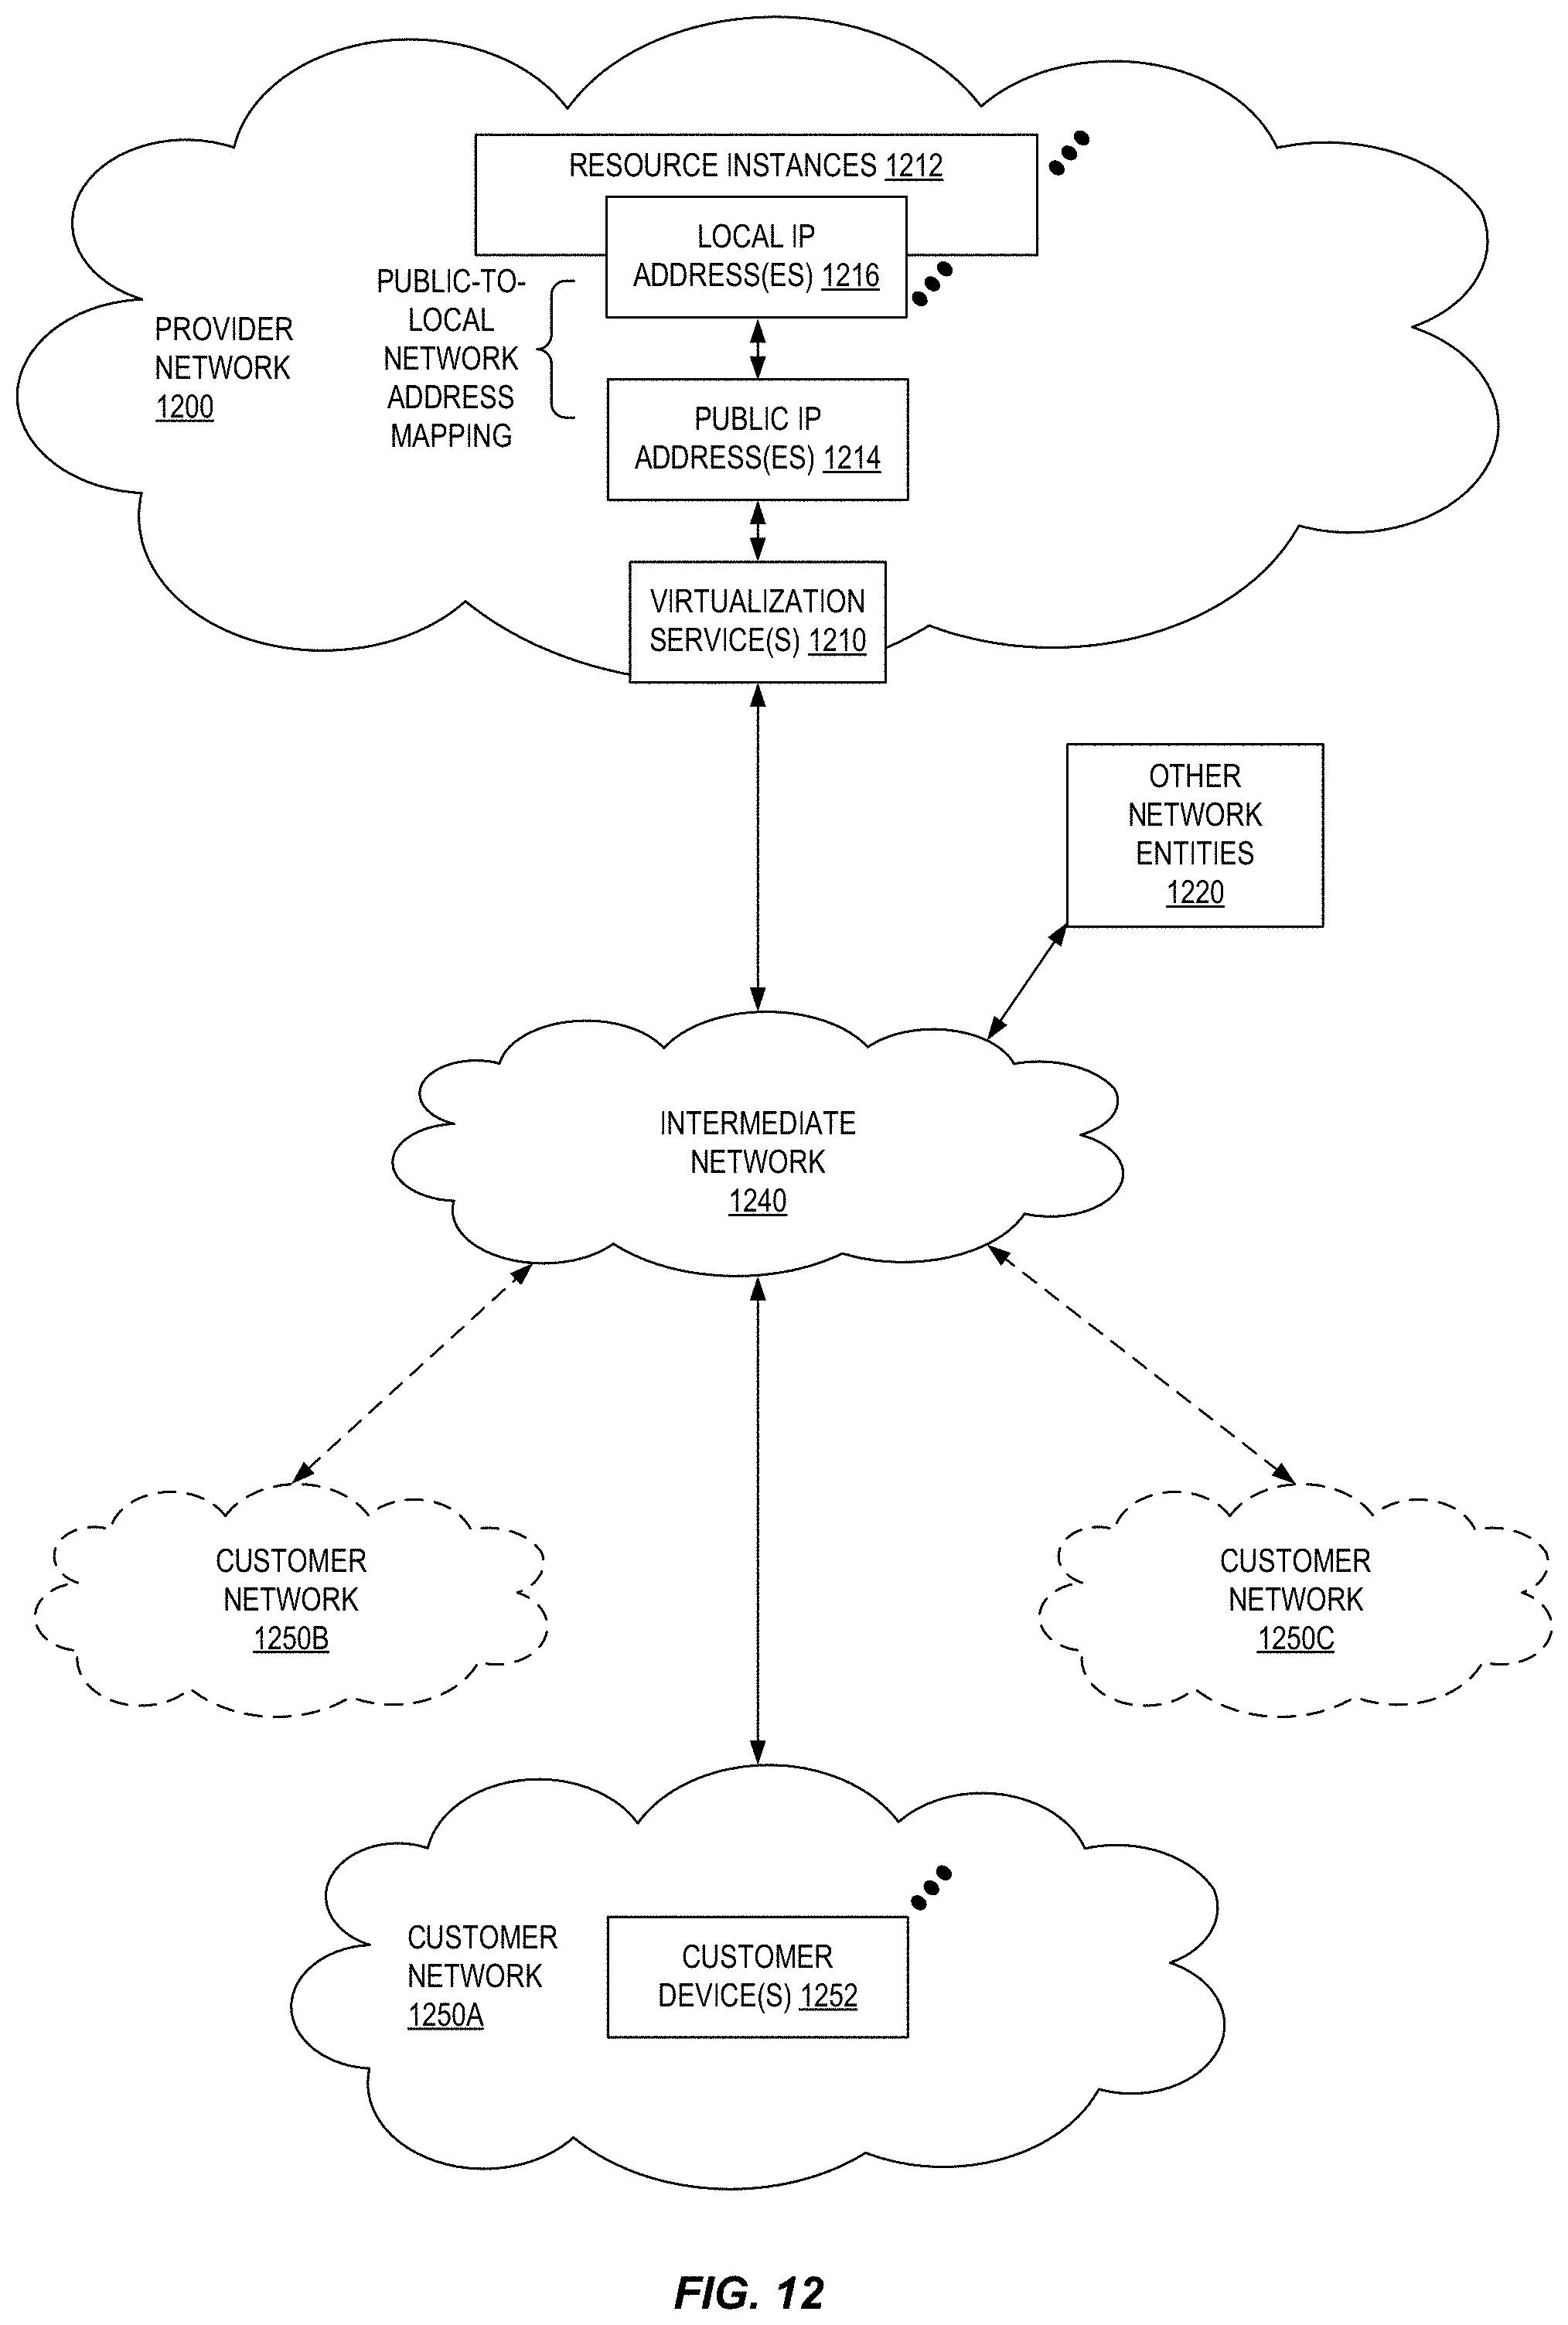 RESOURCE INSTANCES 1212
LOCAL IP
ADDRESS(ES) 1216
PUBLIC-TO-
LOCAL
NETWORK
ADDRESS
MAPPING
PROVIDER
NETWORK
1200
PUBLIC IP
ADDRESS(ES) 1214
VIRTUALIZATION
SERVICE(S) 1210
OTHER
NETWORK
ENTITIES
1220
INTERMEDIATE
NETWORK
1240
CUSTOMER
NETWORK
1250B
CUSTOMER
NETWORK
1250C
CUSTOMER
NETWORK
1250A
CUSTOMER
DEVICE(S) 1252
FIG. 12